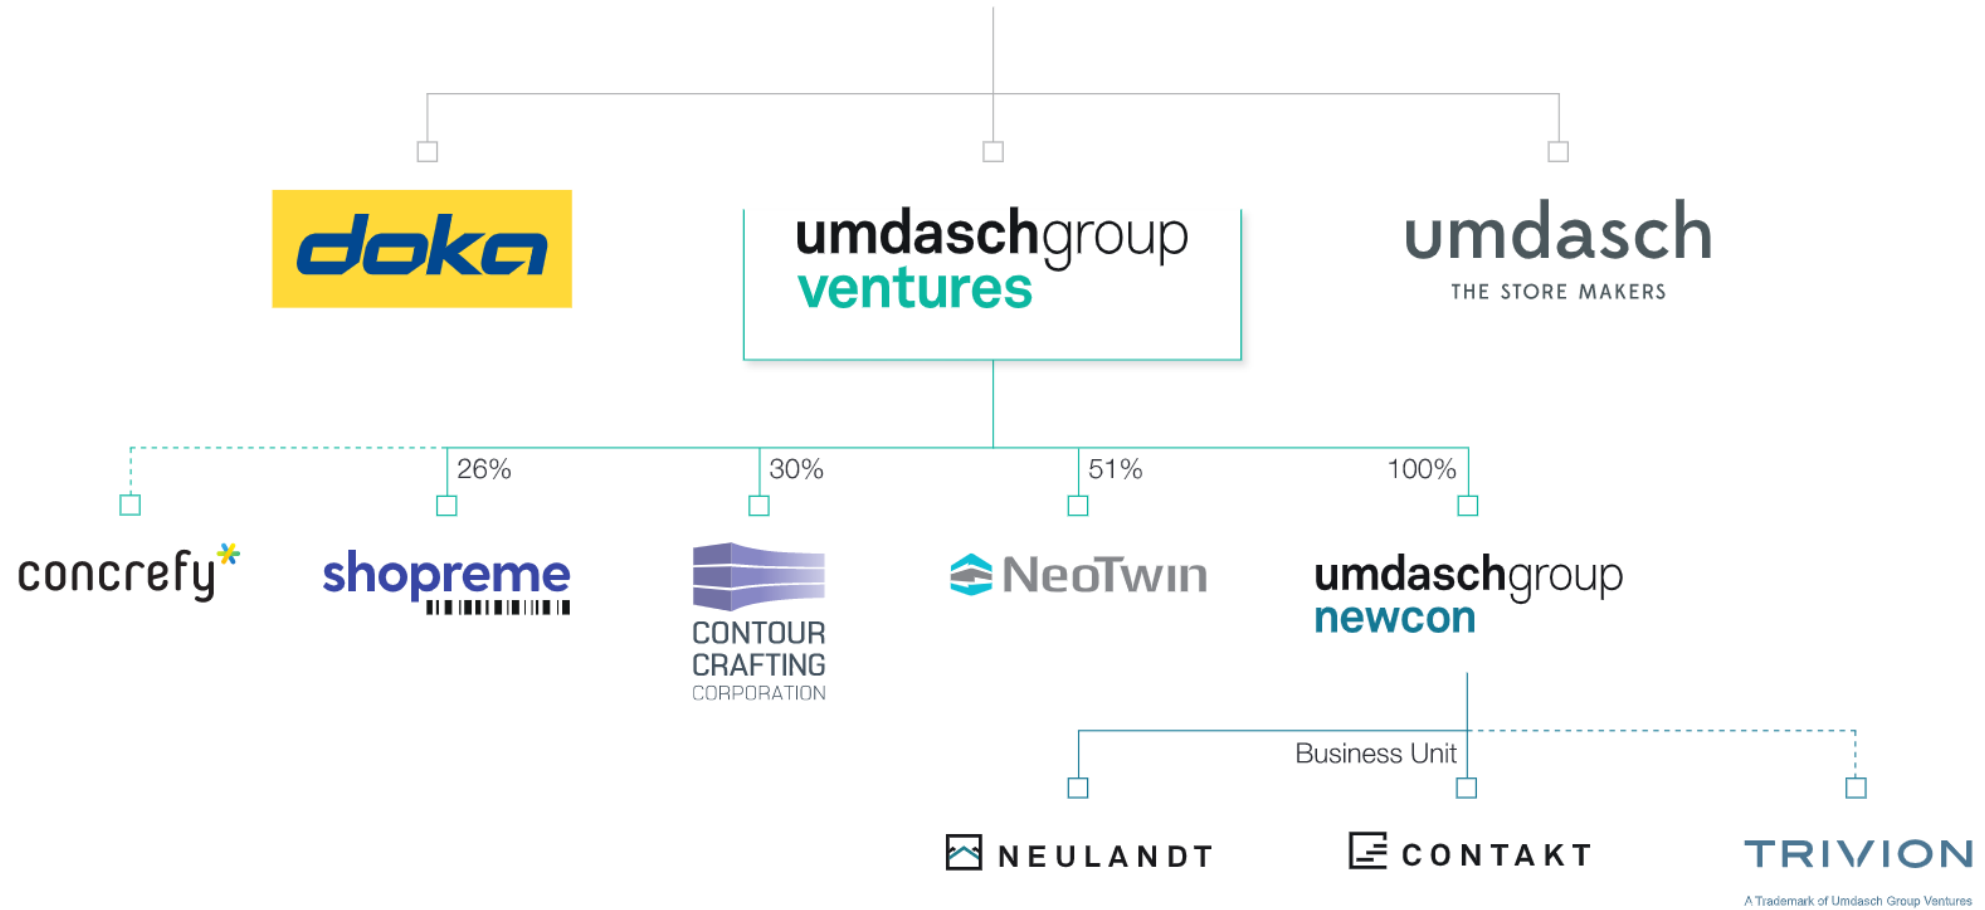 doka
umdaschgroup
ventures
umdasch
THE STORE MAKERS
26%
30%
51%
100%
concrefy
shopreme
CONTOUR
CRAFTING
CORPORATION
NEOTWIN
umdaschgroup
newcon
Business Unit
NEULANDT
CONTAKT
TRIVION
A Trademark of Umdasch Group Ventures